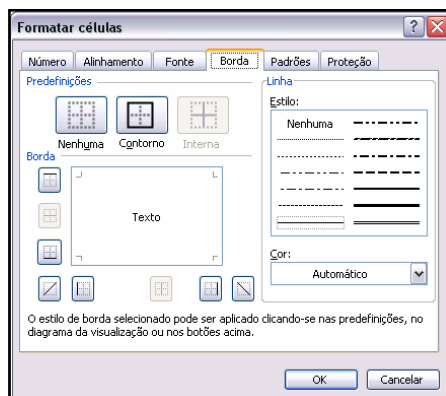 Formatar células
Número Alinhamento Fonte Borda Padrões Proteção
Predefinições
Nenhuma Contorno Interna
Borda
Texto
Linha
Estilo:
Nenhuma
Cor:
Automático
O estilo de borda selecionado pode ser aplicado clicando-se nas predefinições, no
diagrama da visualização ou nos botões acima.
OK Cancelar